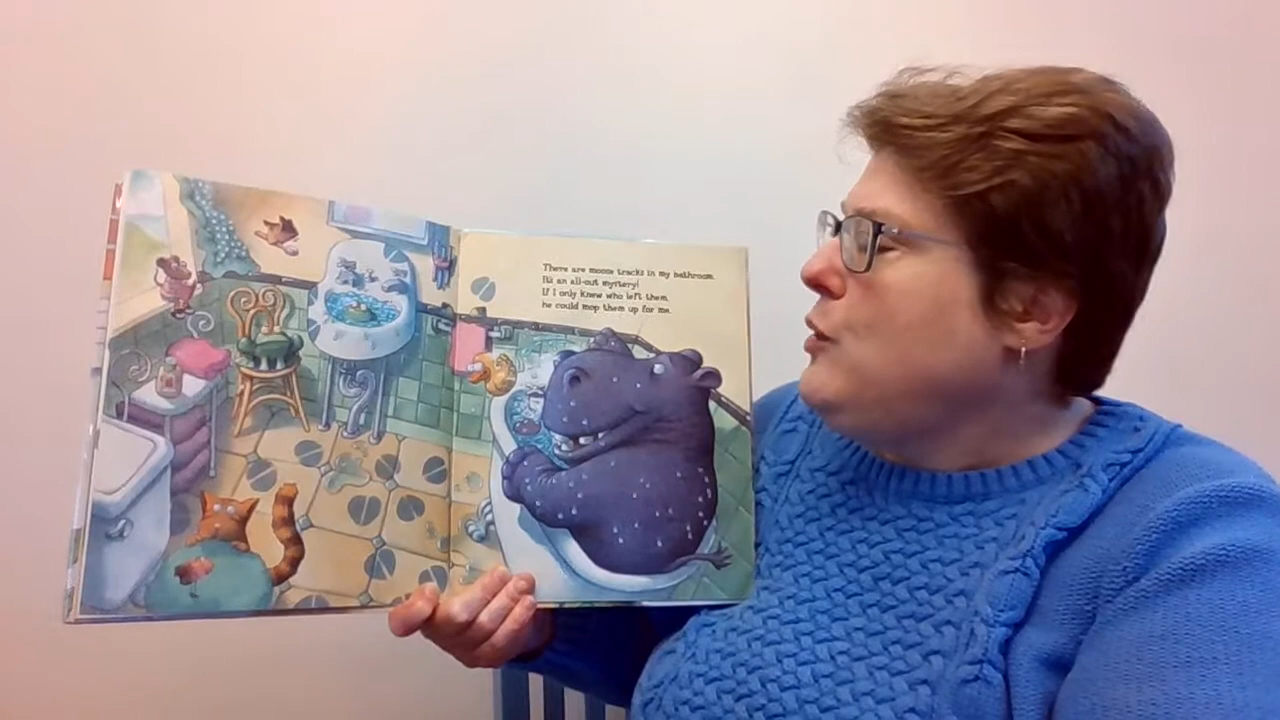 There are moose tracks in my bathroom.
It's an all-out mystery!
If I only knew who left them,
he could mop them up for me.